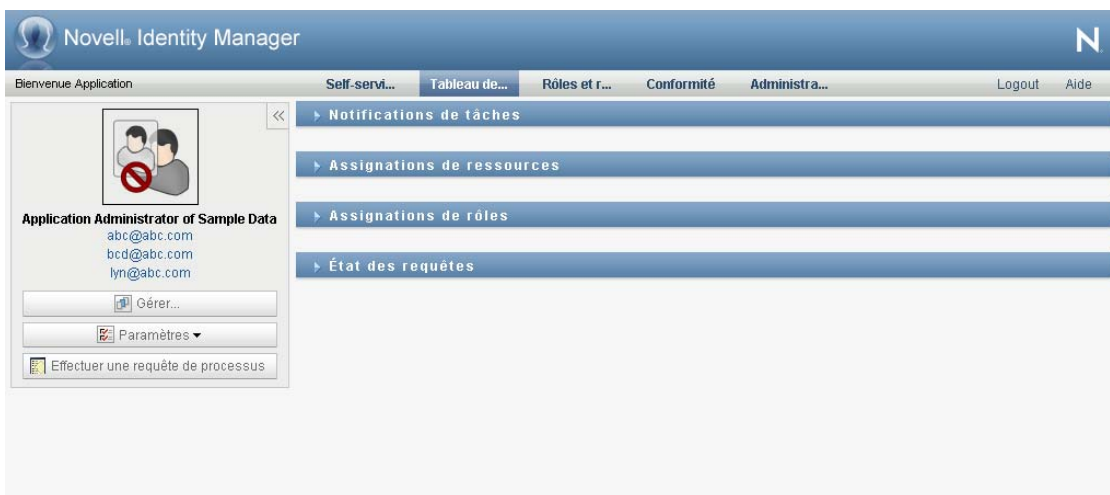 Novell® Identity Manager
N
Bienvenue Application
Self-servi... Tableau de... Rôles et r... Conformité Administra... Logout Aide
Application Administrator of Sample Data
abc@abc.com
bcd@abc.com
lyn@abc.com
Gérer...
Paramètres
Effectuer une requête de processus
Notifications de tâches
Assignations de ressources
Assignations de rôles
État des requêtes